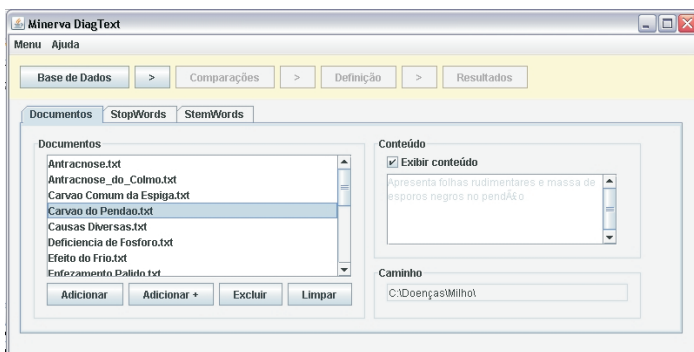 Minerva DiagText
Menu Ajuda
Base de Dados > Comparações > Definição > Resultados
Documentos StopWords StemWords
Documentos
Antracnose.txt
Antracnose_do_Colmo.txt
Carvao Comum da Espiga.txt
Carvao do Pendao.txt
Causas Diversas.txt
Deficiencia de Fosforo.txt
Efeito do Frio.txt
Enfezamento Palido.txt
Adicionar Adicionar + Excluir Limpar
Conteúdo
Exibir conteúdo
Apresenta folhas rudimentares e massa de
esporos negros no pendÃ£o
Caminho
C:\Doenças\Milho\